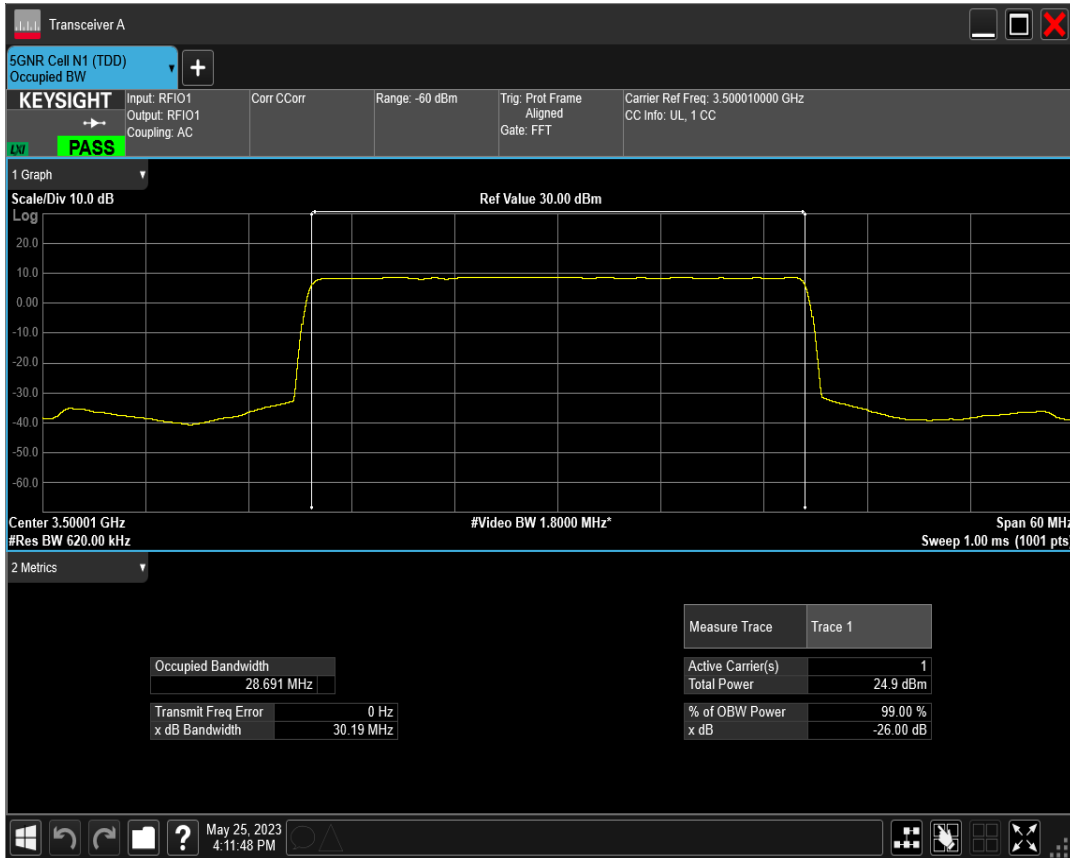 Transceiver A
5GNR Cell N1 (TDD)
Occupied BW
+
KEYSIGHT
LXI
PASS
Input: RFIO1
Output: RFIO1
Coupling: AC
Corr CCorr
Range: -60 dBm
Trig: Prot Frame
Aligned
Gate: FFT
Carrier Ref Freq: 3.500010000 GHz
CC Info: UL, 1 CC
1 Graph
Scale/Div 10.0 dB
Ref Value 30.00 dBm
Log
20.0
10.0
0.00
-10.0
-20.0
-30.0
-40.0
-50.0
-60.0
Center 3.50001 GHz
#Video BW 1.8000 MHz*
Span 60 MHz
#Res BW 620.00 kHz
Sweep 1.00 ms (1001 pts)
2 Metrics
Measure Trace Trace 1
Occupied Bandwidth
28.691 MHz
Active Carrier(s) 1
Total Power 24.9 dBm
Transmit Freq Error 0 Hz
x dB Bandwidth 30.19 MHz
% of OBW Power 99.00 %
x dB -26.00 dB
?
May 25, 2023
4:11:48 PM